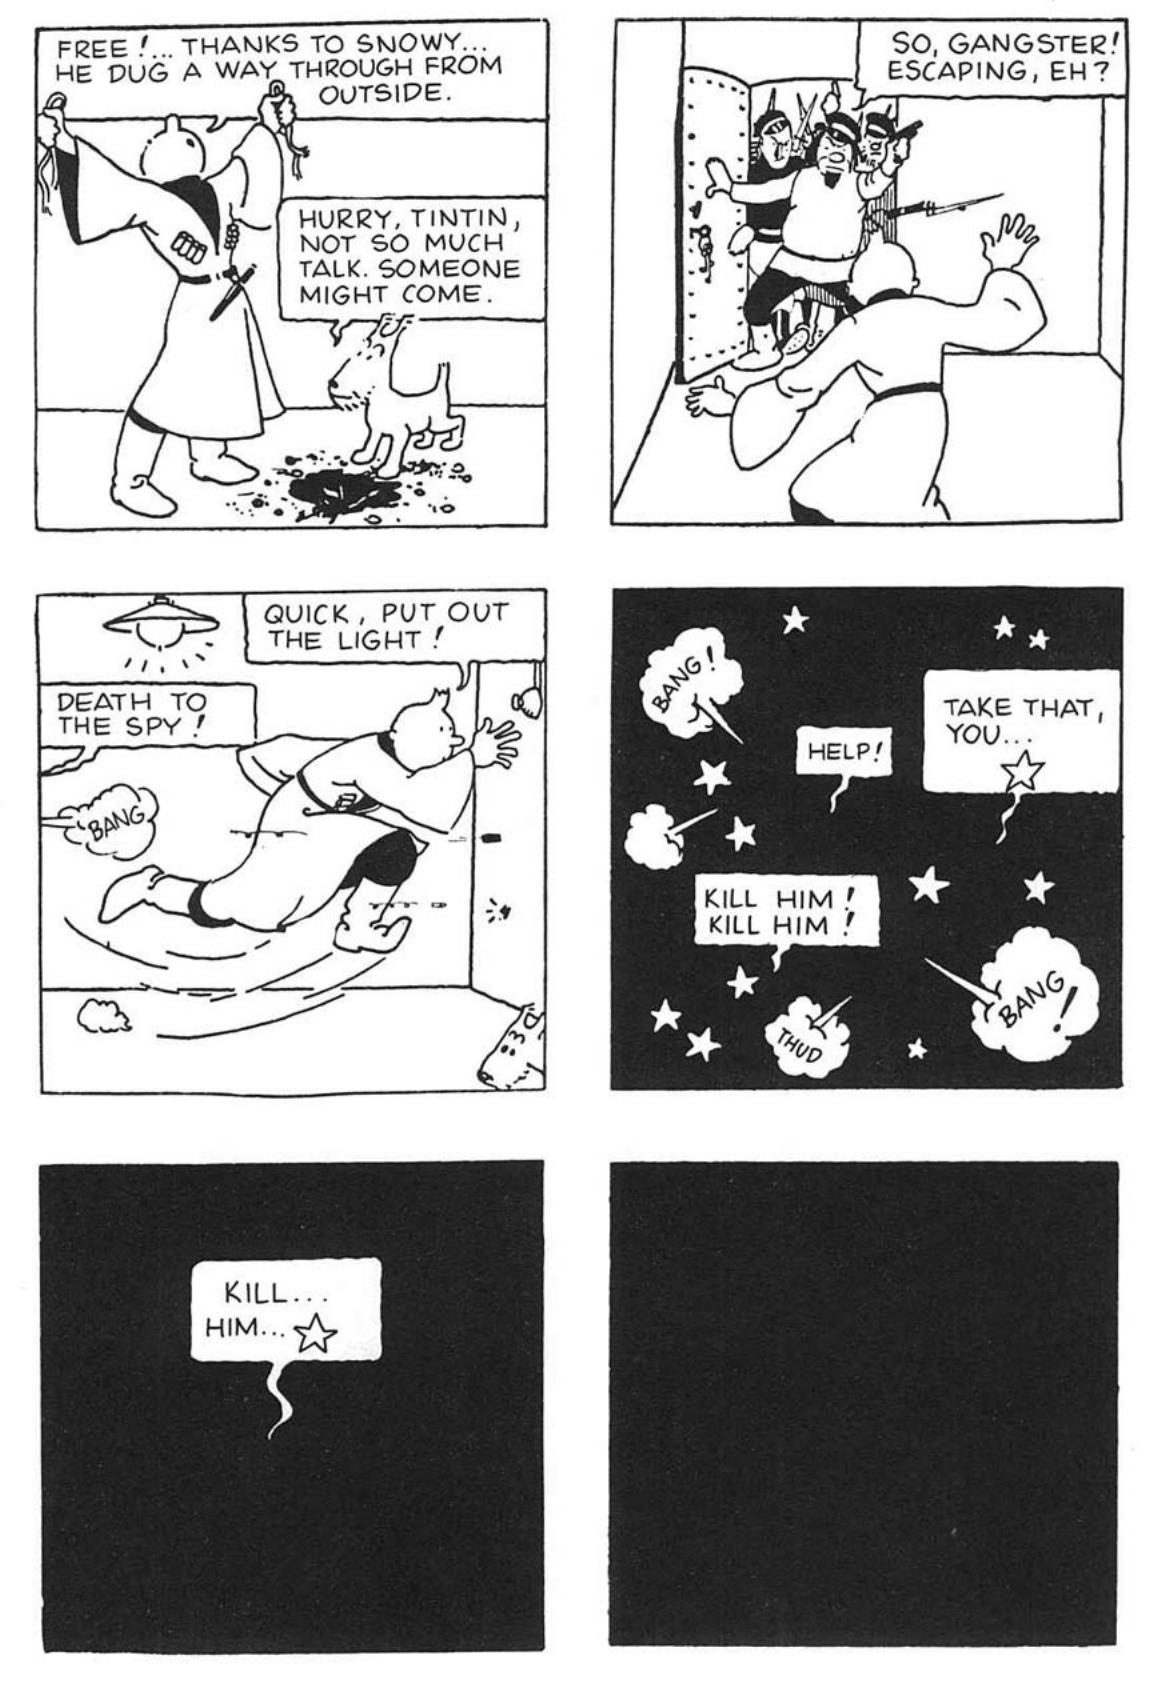 FREE!... THANKS TO SNOWY...
HE DUG A WAY THROUGH FROM
OUTSIDE.
HURRY, TINTIN,
NOT SO MUCH
TALK. SOMEONE
MIGHT COME.
SO, GANGSTER!
ESCAPING, EH?
QUICK, PUT OUT
THE LIGHT!
DEATH TO
THE SPY!
BANG
BANG!
TAKE THAT,
YOU...
HELP!
KILL HIM!
KILL HIM!
BANG!
THUD
KILL...
HIM...